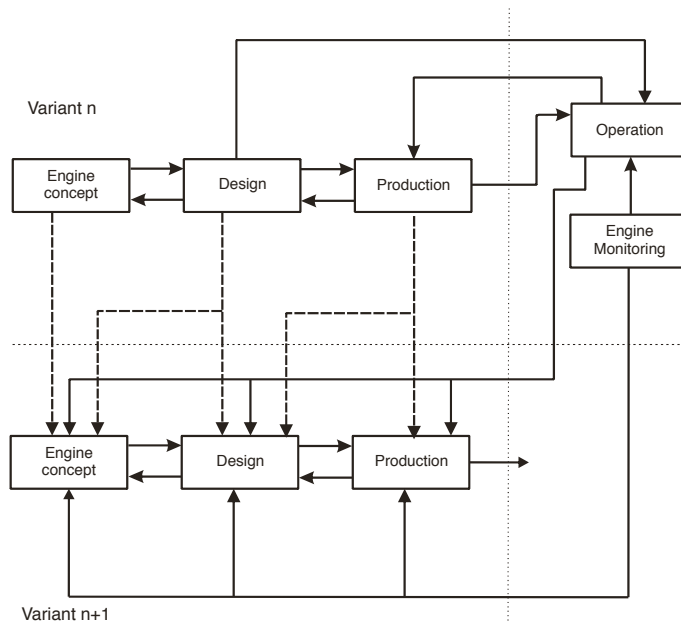 Variant n
Operation
Engine
concept
Design
Production
Engine
Monitoring
Engine
concept
Design
Production
Variant n+1